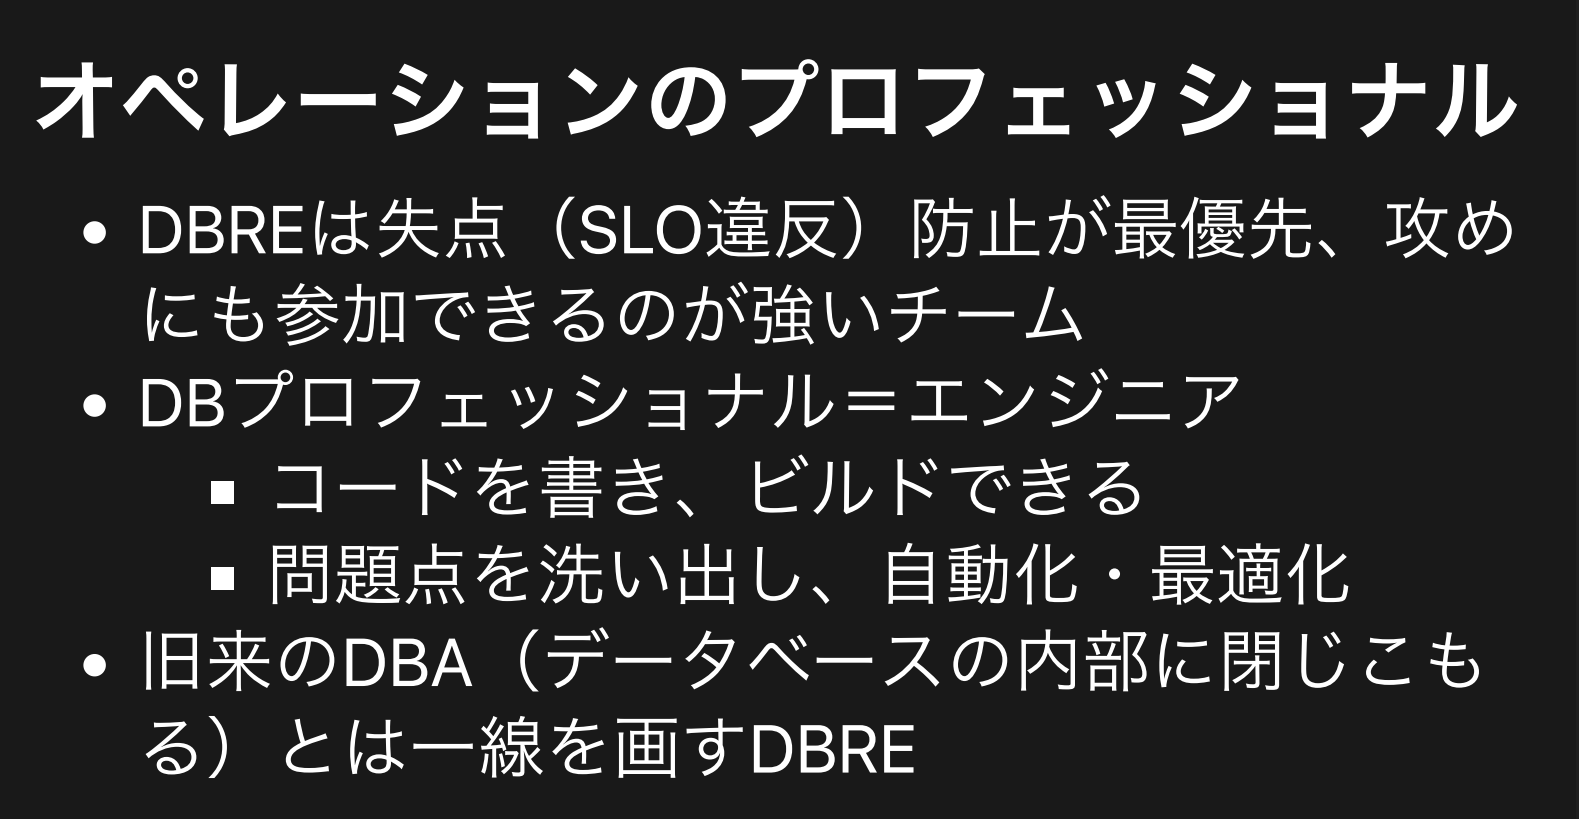 オペレーションのプロフェッショナル
• DBREは失点（SLO違反）防止が最優先、攻め
にも参加できるのが強いチーム
• DBプロフェッショナル＝エンジニア
▪ コードを書き、ビルドできる
▪ 問題点を洗い出し、自動化・最適化
• 旧来のDBA（データベースの内部に閉じこも
る）とは一線を画すDBRE